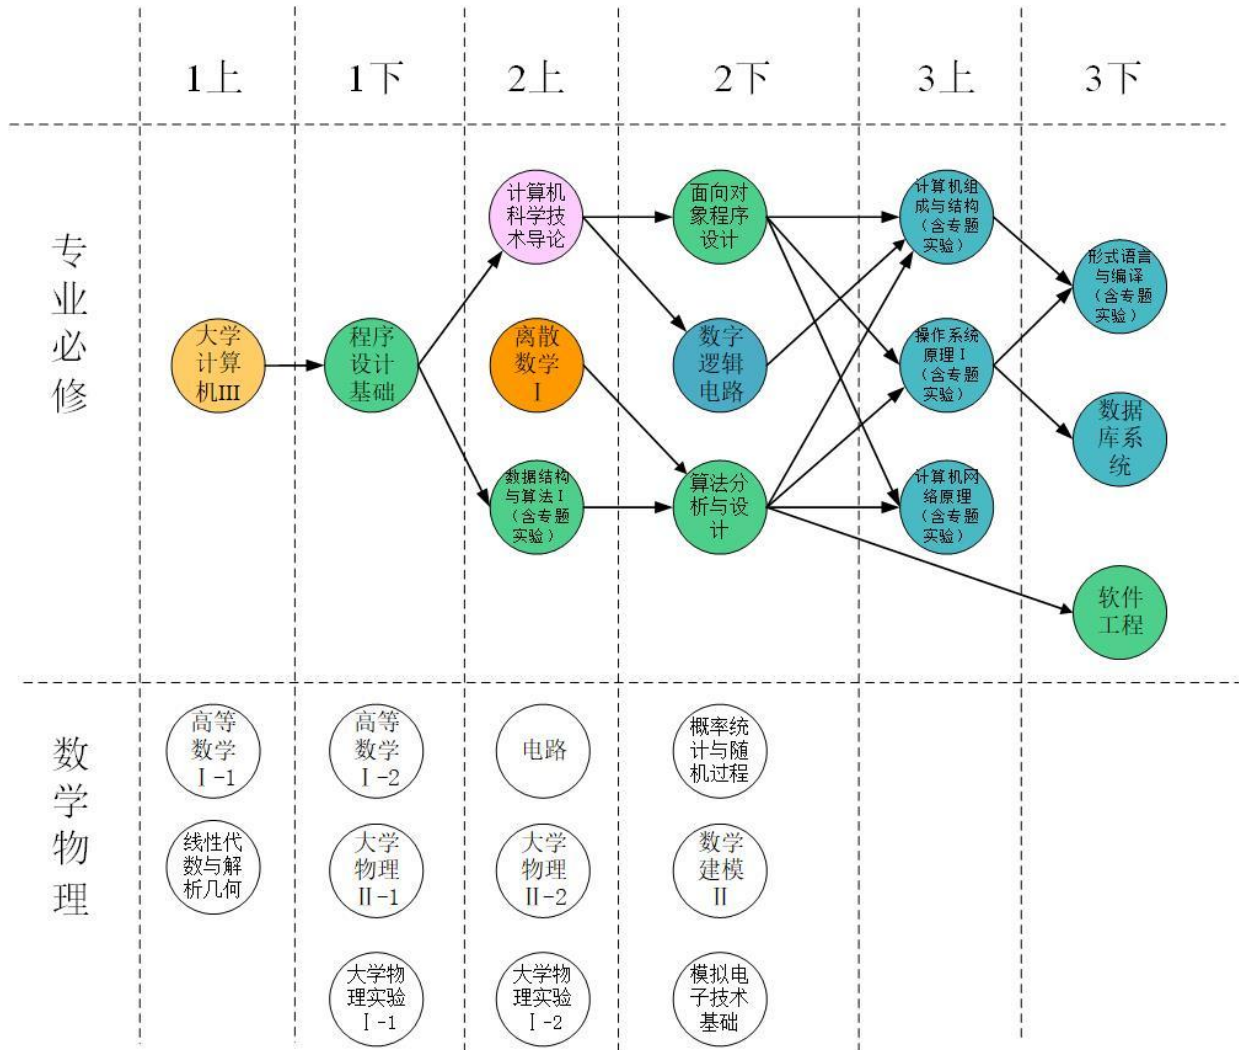 1上
1下
2上
2下
3上
3下
专
业
必
修
大学
计算
机III
程序
设计
基础
计算机
科学技
术导论
离散
数学
I
数据结构
与算法I
(含专题
实验)
面向对
象程序
设计
数字
逻辑
电路
算法分
析与设
计
计算机组
成与结构
(含专题
实验)
操作系统
原理I
(含专题
实验)
计算机网
络原理
(含专题
实验)
形式语言
与编译
(含专题
实验)
数据
库系
统
软件
工程
数
学
物
理
高等
数学
I-1
线性代
数与解
析几何
高等
数学
I-2
大学
物理
II-1
大学物
理实验
I-1
电路
大学
物理
II-2
大学物
理实验
I-2
概率统
计与随
机过程
数学
建模
II
模拟电
子技术
基础